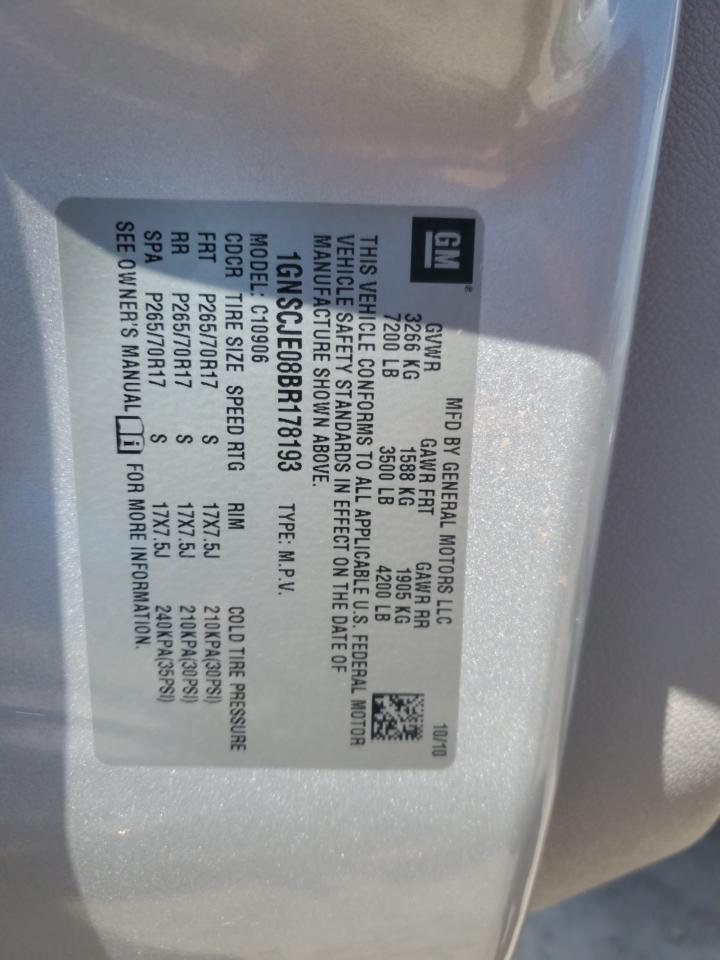 GM ®
MFD BY GENERAL MOTORS LLC 10/10
GVWR GAWR FRT GAWR RR
3266 KG 1588 KG 1905 KG
7200 LB 3500 LB 4200 LB
THIS VEHICLE CONFORMS TO ALL APPLICABLE U.S. FEDERAL MOTOR
VEHICLE SAFETY STANDARDS IN EFFECT ON THE DATE OF
MANUFACTURE SHOWN ABOVE.
1GNSCJE08BR178193 TYPE: M.P.V.
MODEL: C10906
CDCR TIRE SIZE SPEED RTG RIM COLD TIRE PRESSURE
FRT P265/70R17 S 17X7.5J 210KPA(30PSI)
RR P265/70R17 S 17X7.5J 210KPA(30PSI)
SPA P265/70R17 S 17X7.5J 240KPA(35PSI)
SEE OWNER'S MANUAL i FOR MORE INFORMATION.